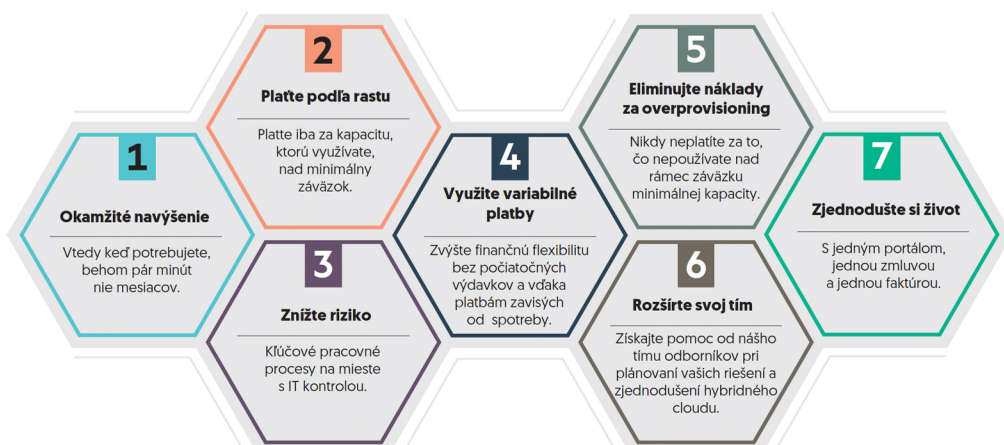 1
Okamžité navýšenie
Vtedy keď potrebujete,
behom pár minút
nie mesiacov.
2
Plaťte podľa rastu
Platte iba za kapacitu,
ktorú využívate,
nad minimálny
záväzok.
3
Znížte riziko
Kľúčové pracovné
procesy na mieste
s IT kontrolou.
4
Využite variabilné
platby
Zvýšte finančnú flexibilitu
bez počiatočných
výdavkov a vďaka
platbám zavisých
od spotreby.
5
Eliminujte náklady
za overprovisioning
Nikdy neplatíte za to,
čo nepoužívate nad
rámec záväzku
minimálnej kapacity.
6
Rozšírte svoj tím
Získajte pomoc od nášho
tímu odborníkov pri
plánovaní vašich riešení a
zjednodušení hybridného
cloudu.
7
Zjednodušte si život
S jedným portálom,
jednou zmluvou
a jednou faktúrou.